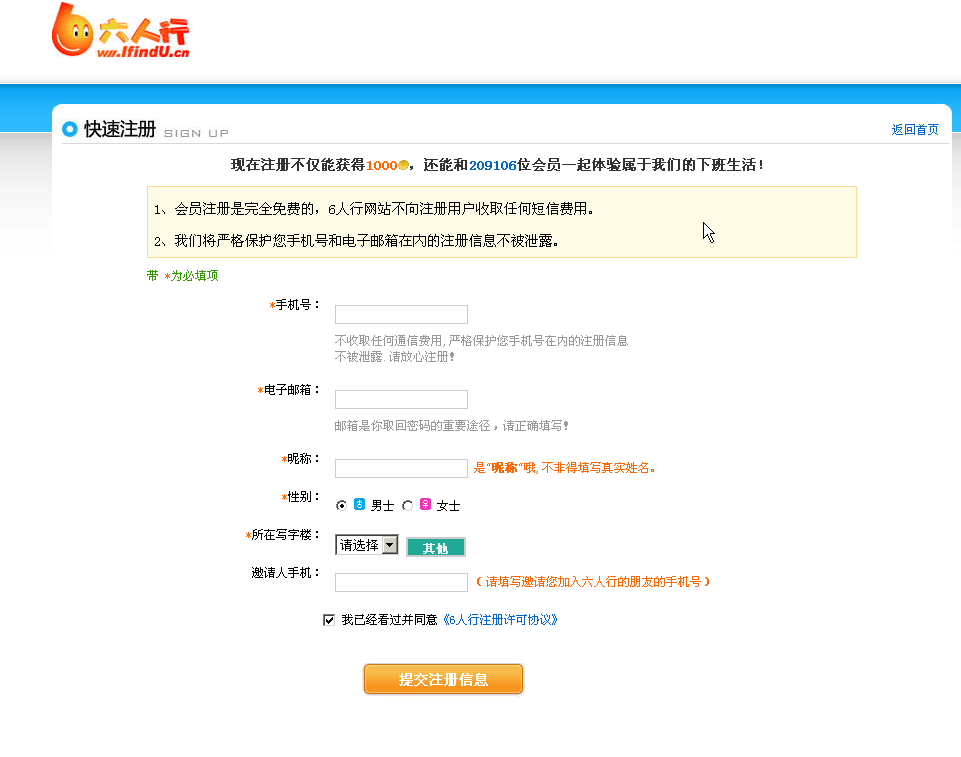 六人行
www.IfindU.cn
快速注册 SIGN UP
返回首页
现在注册不仅能获得1000，还能和209106位会员一起体验属于我们的下班生活！
1、会员注册是完全免费的，6人行网站不向注册用户收取任何短信费用。
2、我们将严格保护您手机号和电子邮箱在内的注册信息不被泄露。
带 *为必填项
*手机号：
不收取任何通信费用,严格保护您手机号在内的注册信息
不被泄露.请放心注册！
*电子邮箱：
邮箱是你取回密码的重要途径，请正确填写！
*昵称：
是“昵称”哦,不非得填写真实姓名。
*性别：
男士 女士
*所在写字楼：
请选择 其他
邀请人手机：
（请填写邀请您加入六人行的朋友的手机号）
我已经看过并同意《6人行注册许可协议》
提交注册信息